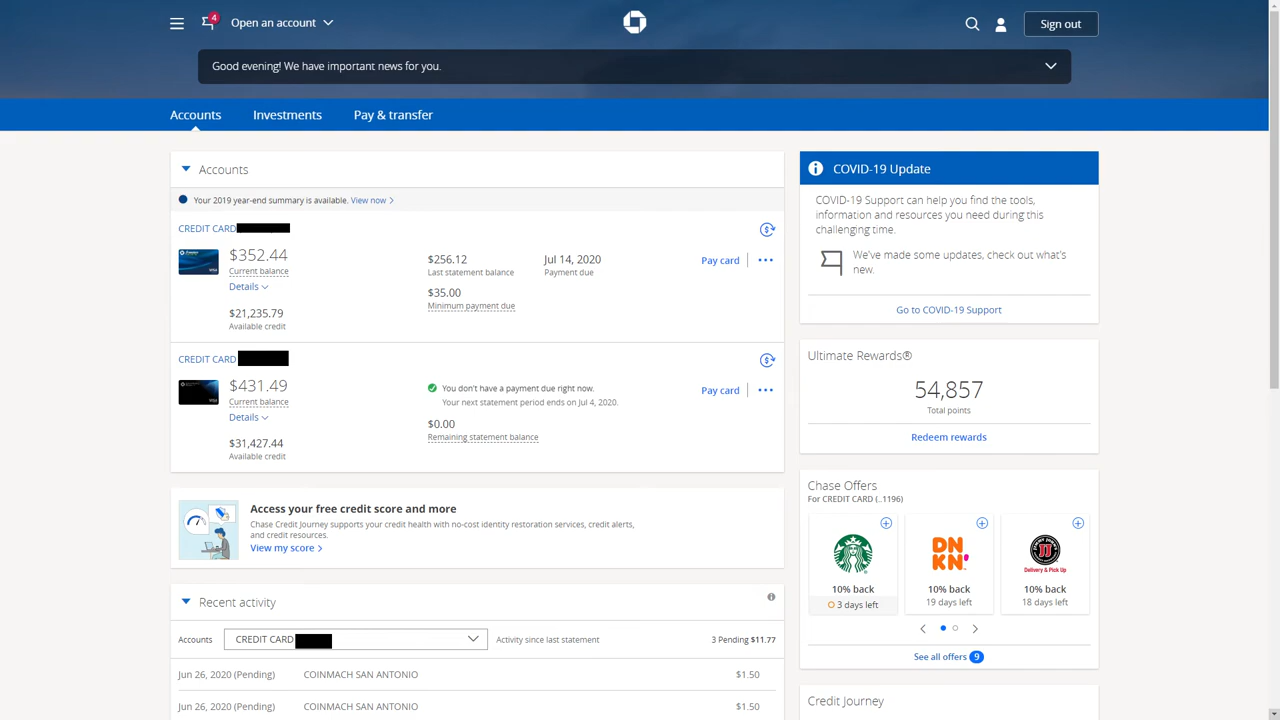 4
Open an account
Sign out
Good evening! We have important news for you.
Accounts
Investments
Pay & transfer
Accounts
Your 2019 year-end summary is available. View now
CREDIT CARD
$352.44
Current balance
Details
$21,235.79
Available credit
$256.12
Last statement balance
$35.00
Minimum payment due
Jul 14, 2020
Payment due
Pay card
CREDIT CARD
$431.49
Current balance
Details
$31,427.44
Available credit
You don't have a payment due right now.
Your next statement period ends on Jul 4, 2020.
$0.00
Remaining statement balance
Pay card
Access your free credit score and more
Chase Credit Journey supports your credit health with no-cost identity restoration services, credit alerts,
and credit resources.
View my score
Recent activity
Accounts
CREDIT CARD
Activity since last statement
3 Pending $11.77
Jun 26, 2020 (Pending) COINMACH SAN ANTONIO $1.50
Jun 26, 2020 (Pending) COINMACH SAN ANTONIO $1.50
COVID-19 Update
COVID-19 Support can help you find the tools,
information and resources you need during this
challenging time.
We've made some updates, check out what's
new.
Go to COVID-19 Support
Ultimate Rewards®
54,857
Total points
Redeem rewards
Chase Offers
For CREDIT CARD (..1196)
10% back
3 days left
DN
KN'
10% back
19 days left
JJ
Delivery & Pick Up
10% back
18 days left
See all offers 9
Credit Journey